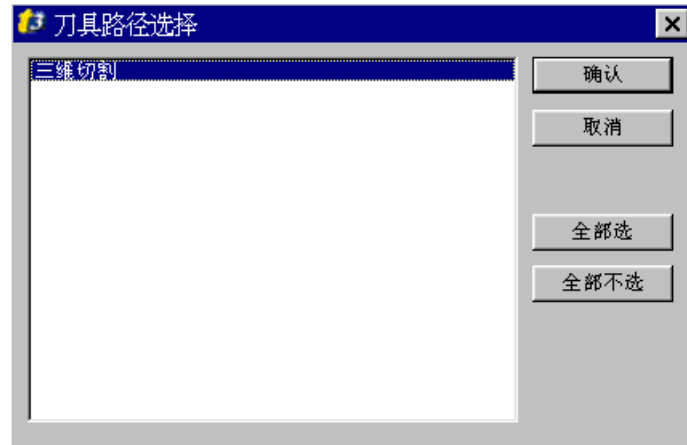 刀具路径选择
三维切割
确认
取消
全部选
全部不选